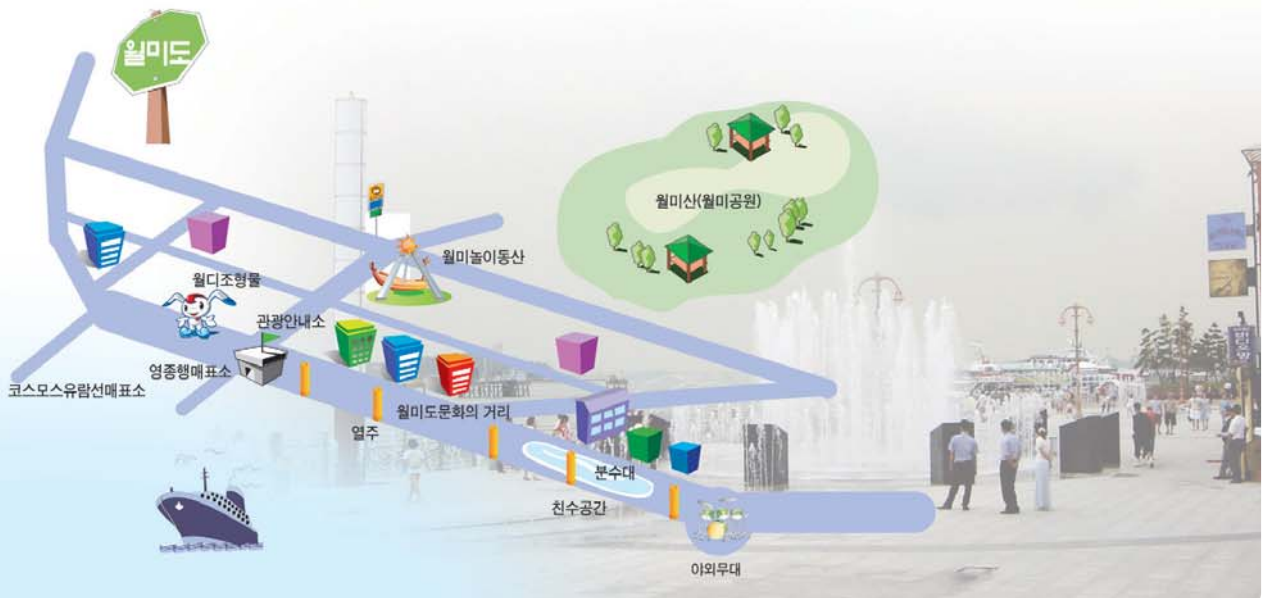 월미도
월미산(월미공원)
월미놀이동산
월디조형물
관광안내소
영종행매표소
코스모스유람선매표소
월미도문화의 거리
열주
분수대
친수공간
야외무대